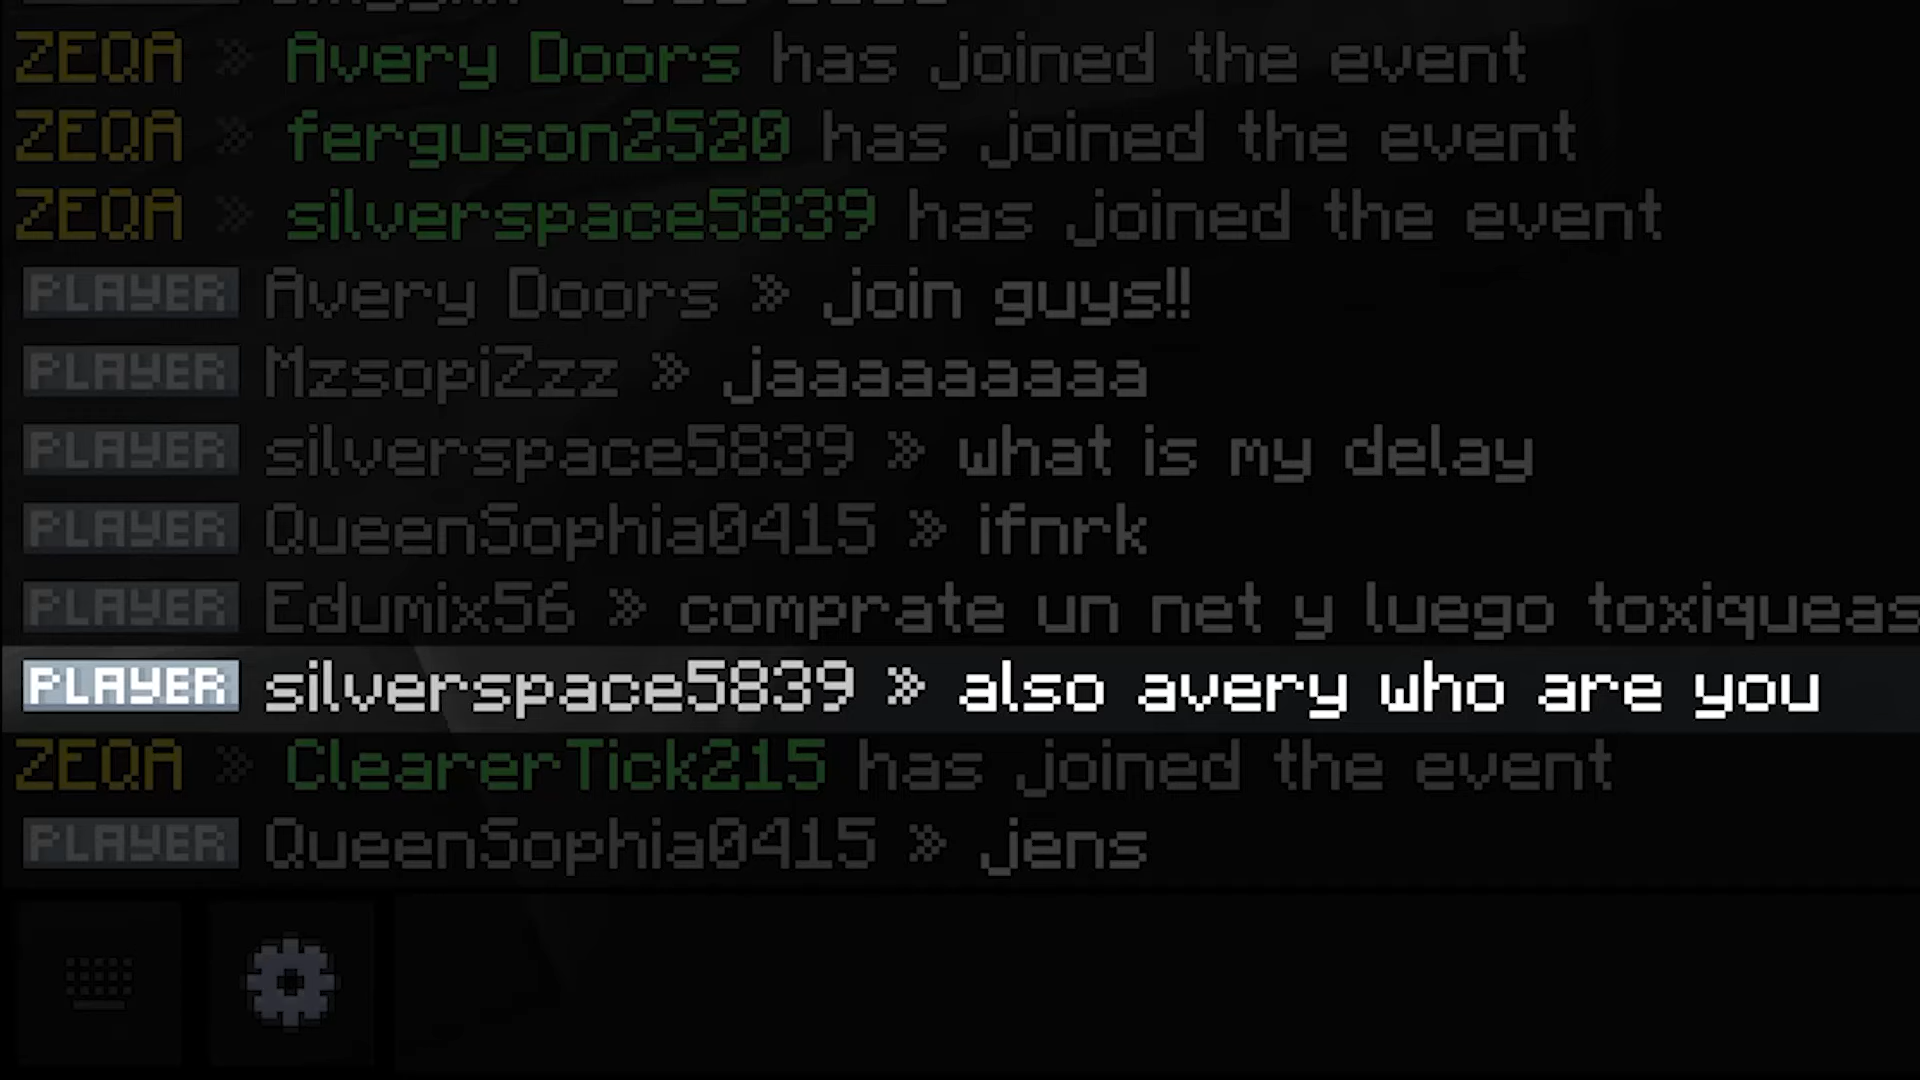 ZEQA » Avery Doors has joined the event
ZEQA » ferguson2520 has joined the event
ZEQA » silverspace5839 has joined the event
PLAYER Avery Doors » join guys!!
PLAYER MzsopiZzz » jaaaaaaaaa
PLAYER silverspace5839 » what is my delay
PLAYER QueenSophia0415 » ifnrk
PLAYER Edumix56 » comprate un net y luego toxiqueas
PLAYER silverspace5839 » also avery who are you
ZEQA » ClearerTick215 has joined the event
PLAYER QueenSophia0415 » jens